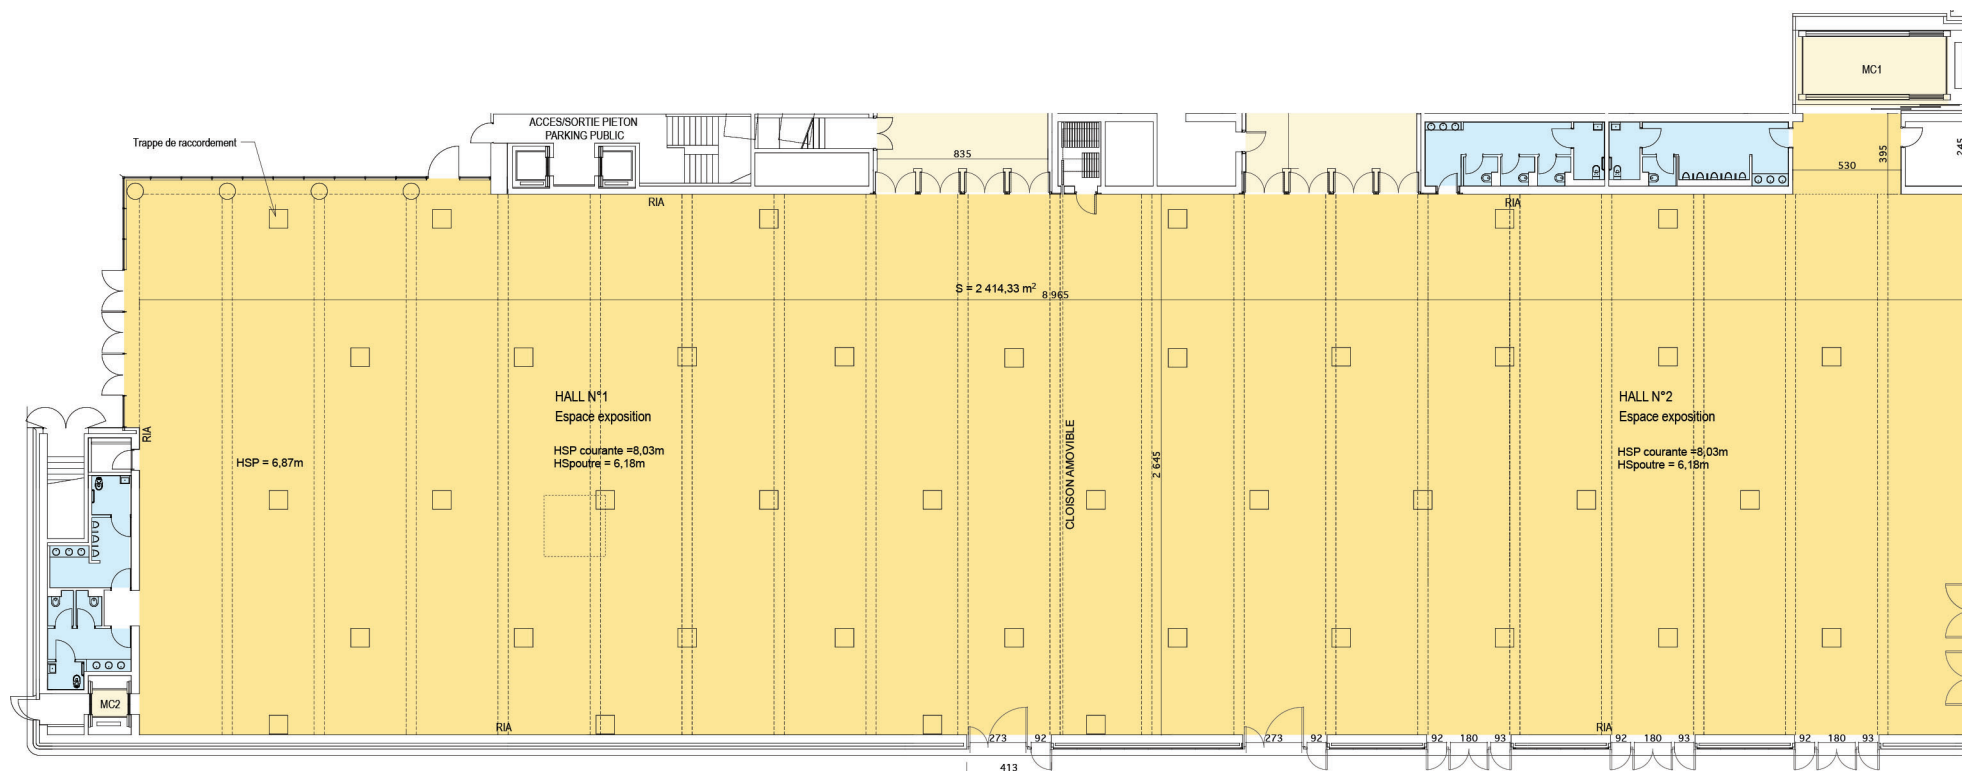 MC1
ACCES/SORTIE PIETON
PARKING PUBLIC
Trappe de raccordement
835
395
245
530
RIA
RIA
S = 2 414,33 m²
8 965
HALL N°1
Espace exposition
HSP courante =8,03m
HSpoutre = 6,18m
HALL N°2
Espace exposition
HSP courante =8,03m
HSpoutre = 6,18m
RIA
HSP = 6,87m
CLOISON AMOVIBLE
2 645
MC2
RIA
RIA
273
92
273
92
92
180
93
92
180
93
92
180
93
413